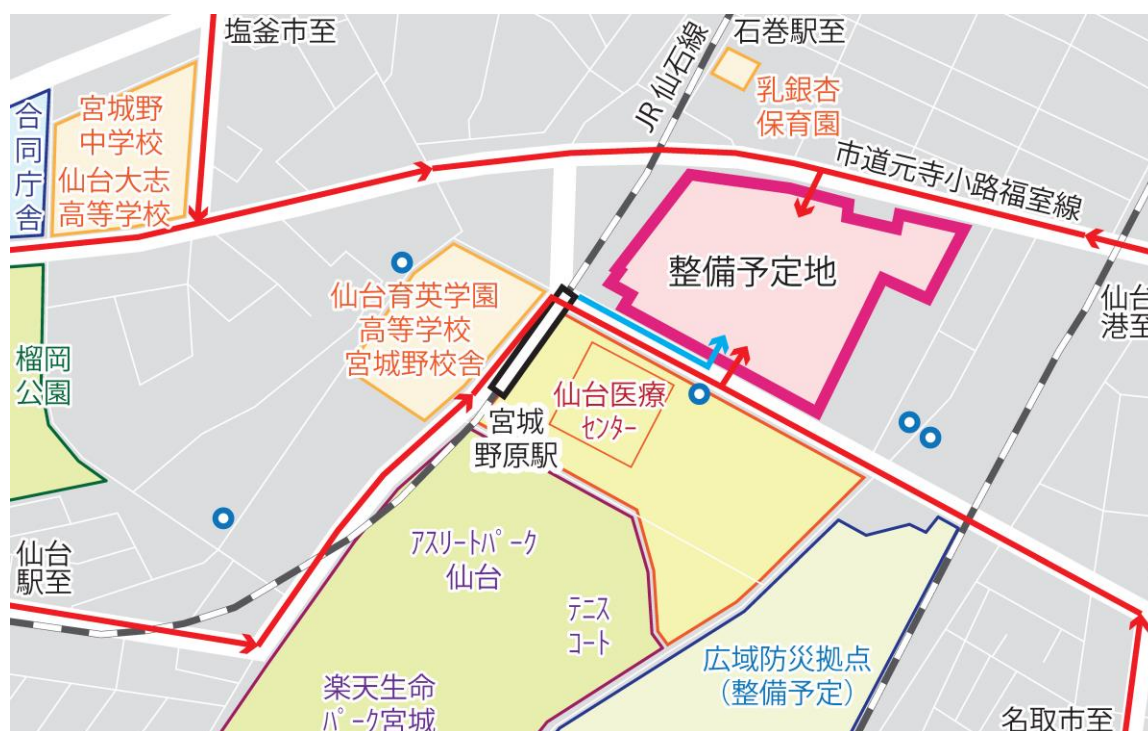 塩釜市至
石巻駅至
JR 仙石線
合同庁舎
宮城野
中学校
仙台大志
高等学校
乳銀杏
保育園
市道元寺小路福室線
整備予定地
仙台
港至
仙台育英学園
高等学校
宮城野校舎
榴岡
公園
仙台医療
センター
宮城
野原駅
仙台
駅至
アスリートパーク
仙台
テニス
コート
広域防災拠点
（整備予定）
楽天生命
パーク宮城
名取市至